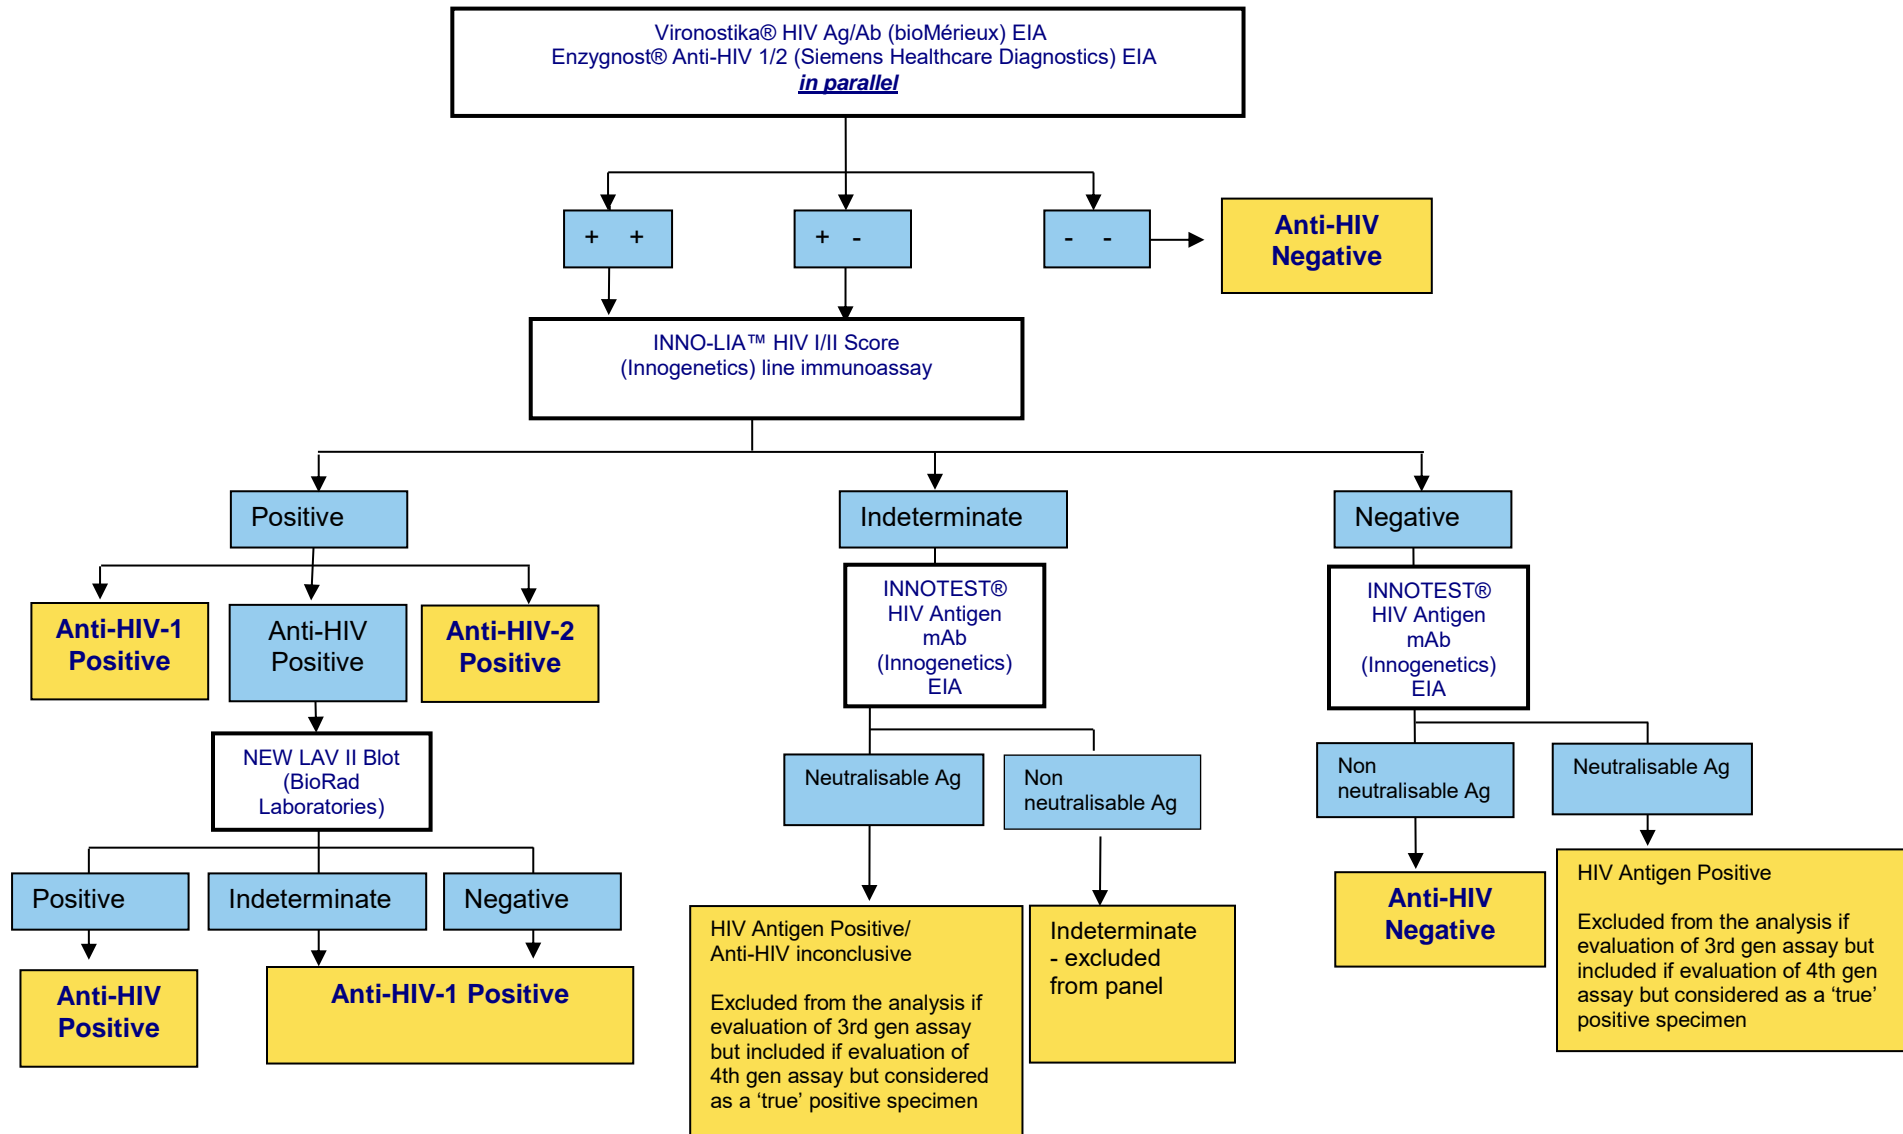 Vironostika® HIV Ag/Ab (bioMérieux) EIA
Enzygnost® Anti-HIV 1/2 (Siemens Healthcare Diagnostics) EIA
in parallel
+ +
+ -
- -
Anti-HIV
Negative
INNO-LIA™ HIV I/II Score
(Innogenetics) line immunoassay
Positive
Indeterminate
Negative
Anti-HIV-1
Positive
Anti-HIV
Positive
Anti-HIV-2
Positive
INNOTEST®
HIV Antigen
mAb
(Innogenetics)
EIA
INNOTEST®
HIV Antigen
mAb
(Innogenetics)
EIA
NEW LAV II Blot
(BioRad
Laboratories)
Neutralisable Ag
Non
neutralisable Ag
Non
neutralisable Ag
Neutralisable Ag
Positive
Indeterminate
Negative
Anti-HIV
Positive
Anti-HIV-1 Positive
HIV Antigen Positive/
Anti-HIV inconclusive
Excluded from the analysis if
evaluation of 3rd gen assay
but included if evaluation of
4th gen assay but considered
as a ‘true’ positive specimen
Indeterminate
- excluded
from panel
Anti-HIV
Negative
HIV Antigen Positive
Excluded from the analysis if
evaluation of 3rd gen assay but
included if evaluation of 4th gen
assay but considered as a ‘true’
positive specimen